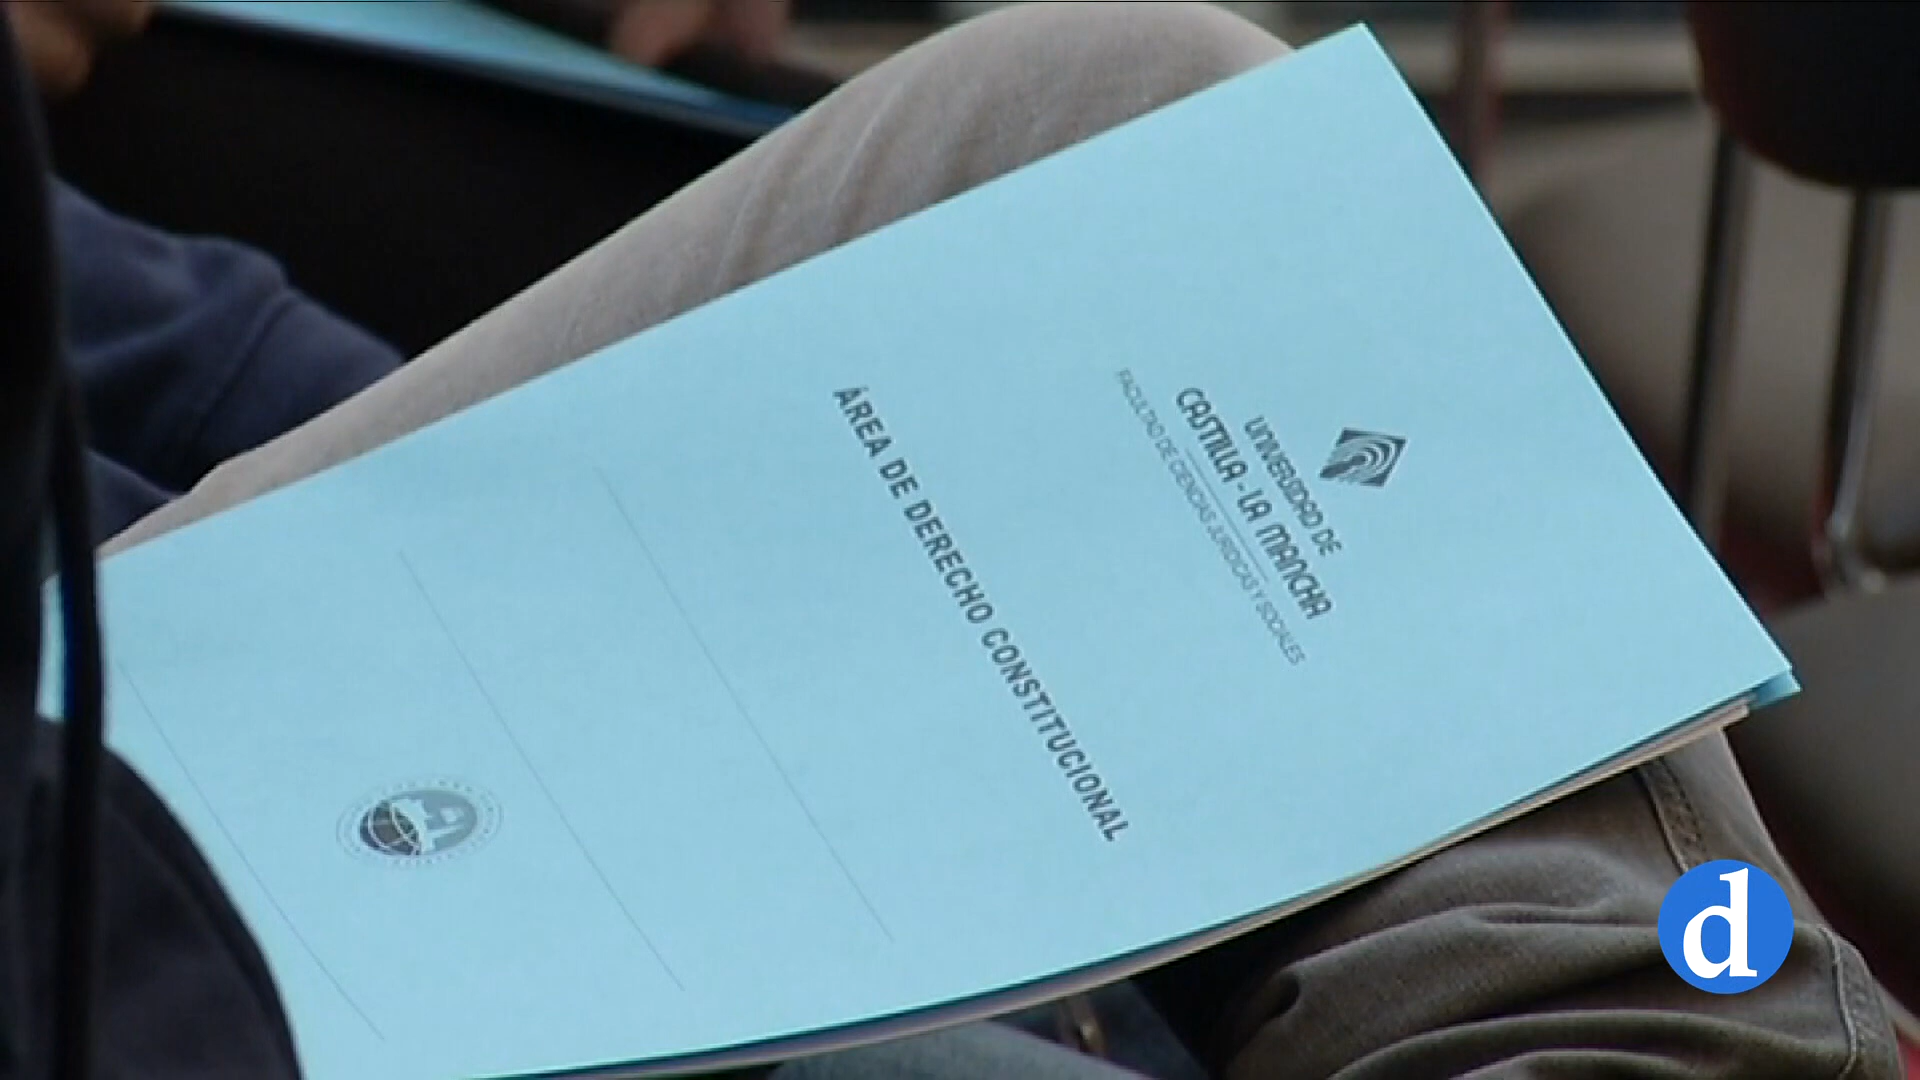 UNIVERSIDAD DE
CASTILLA - LA MANCHA
FACULTAD DE CIENCIAS JURÍDICAS Y SOCIALES
ÁREA DE DERECHO CONSTITUCIONAL
d